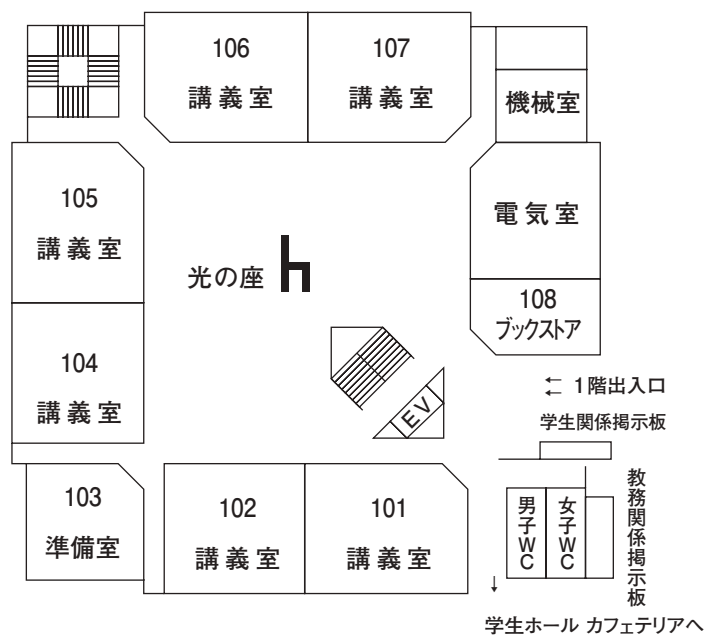 106
講義室
107
講義室
機械室
105
講義室
電気室
光の座
108
ブックストア
104
講義室
EV
← 1階出入口
←
学生関係掲示板
103
準備室
102
講義室
101
講義室
男子WC
女子WC
教務関係掲示板
↓
学生ホール カフェテリアへ